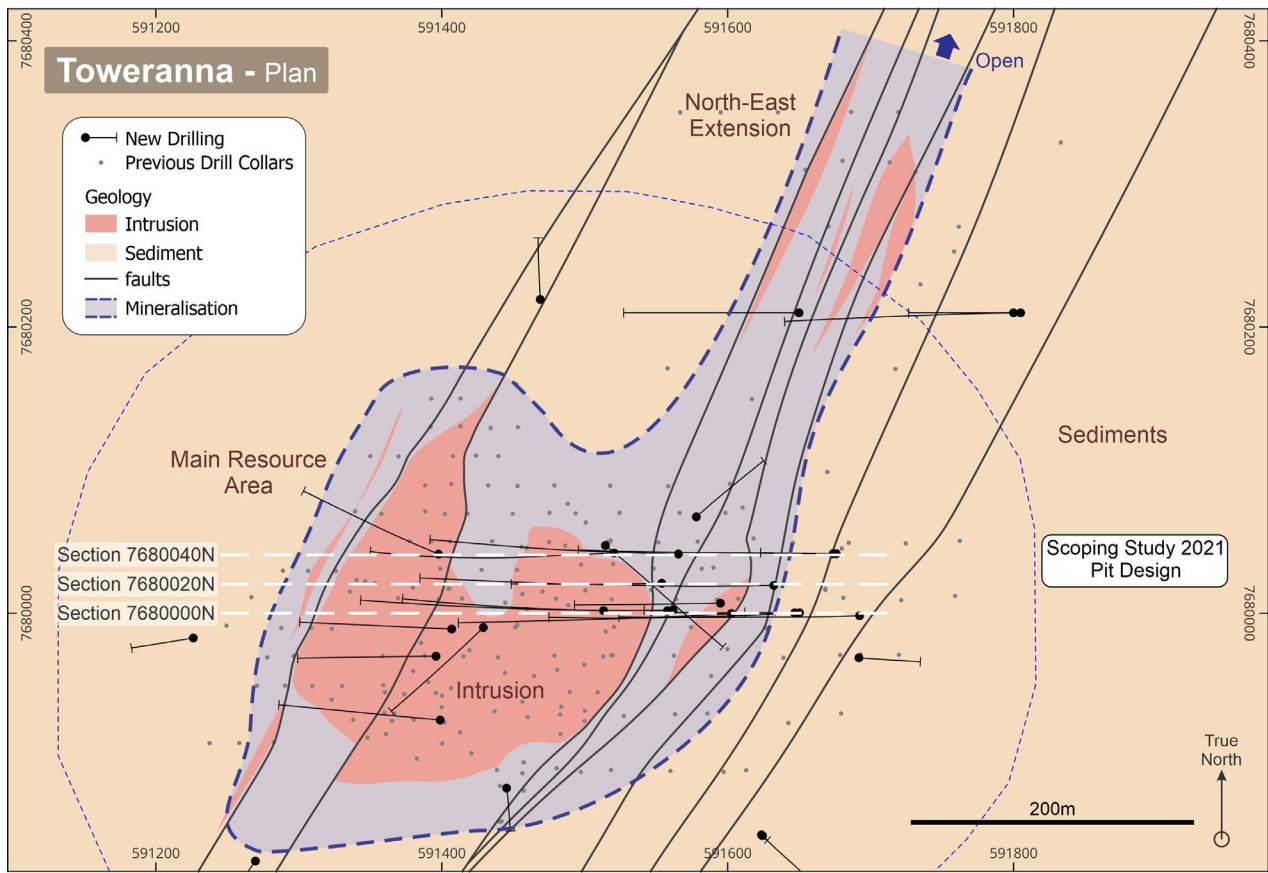 591200
591400
591600
591800
7680400
7680400
Toweranna - Plan
Open
North-East
Extension
New Drilling
Previous Drill Collars
Geology
Intrusion
Sediment
faults
Mineralisation
7680200
7680200
Main Resource
Area
Sediments
Section 7680040N
Section 7680020N
Section 7680000N
Scoping Study 2021
Pit Design
7680000
7680000
Intrusion
True
North
200m
591200
591400
591600
591800